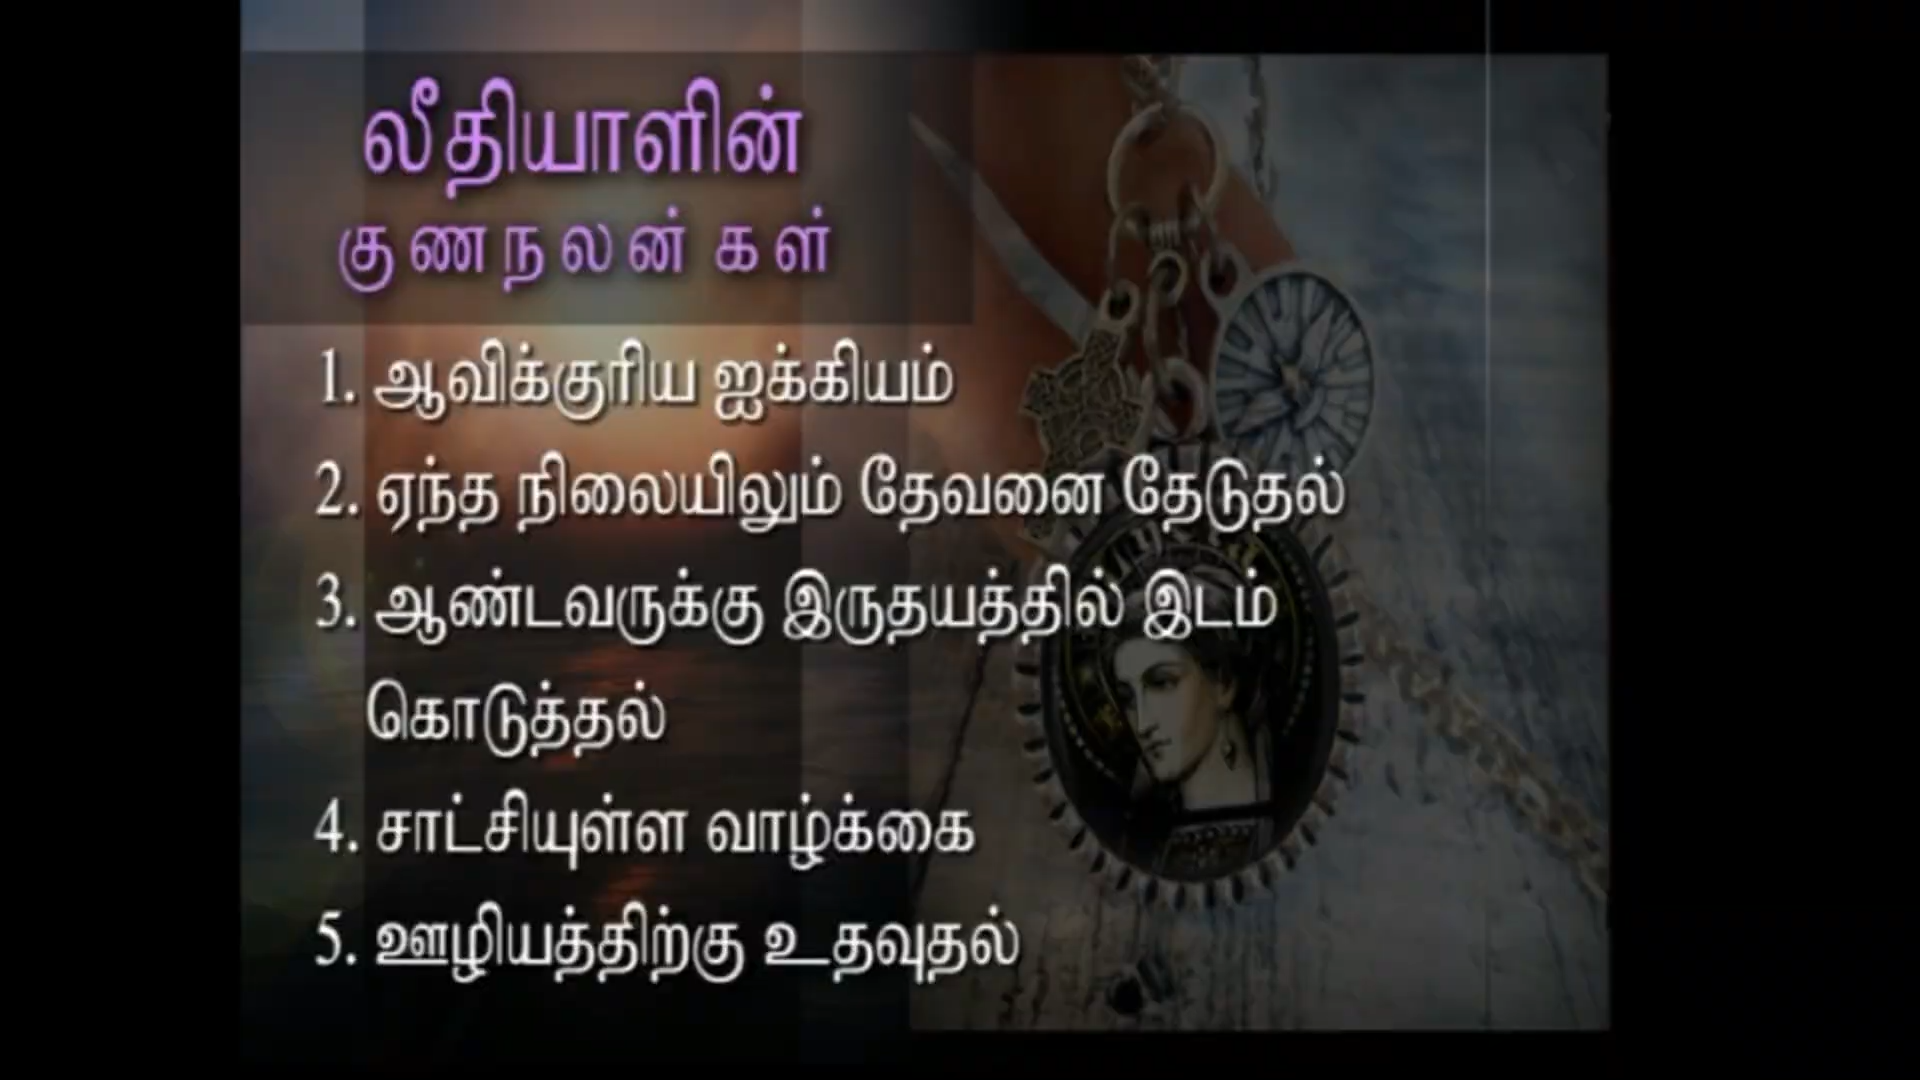 லீதியாளின்
குணநலன்கள்
1. ஆவிக்குரிய ஐக்கியம்
2. ஏந்த நிலையிலும் தேவனை தேடுதல்
3. ஆண்டவருக்கு இருதயத்தில் இடம்
கொடுத்தல்
4. சாட்சியுள்ள வாழ்க்கை
5. ஊழியத்திற்கு உதவுதல்